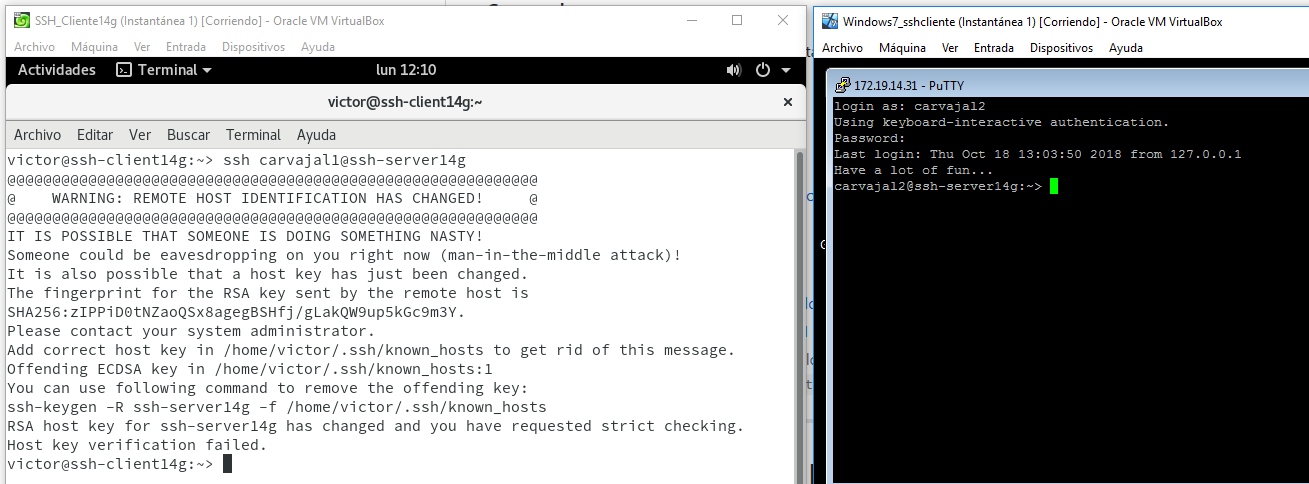 SSH_Cliente14g (Instantánea 1) [Corriendo] - Oracle VM VirtualBox
Archivo Máquina Ver Entrada Dispositivos Ayuda
Actividades Terminal lun 12:10
victor@ssh-client14g:~
Archivo Editar Ver Buscar Terminal Ayuda
victor@ssh-client14g:~> ssh carvajal1@ssh-server14g
@@@@@@@@@@@@@@@@@@@@@@@@@@@@@@@@@@@@@@@@@@@@@@@@@@@@@@@@@@@
@    WARNING: REMOTE HOST IDENTIFICATION HAS CHANGED!     @
@@@@@@@@@@@@@@@@@@@@@@@@@@@@@@@@@@@@@@@@@@@@@@@@@@@@@@@@@@@
IT IS POSSIBLE THAT SOMEONE IS DOING SOMETHING NASTY!
Someone could be eavesdropping on you right now (man-in-the-middle attack)!
It is also possible that a host key has just been changed.
The fingerprint for the RSA key sent by the remote host is
SHA256:zIPPiD0tNZaoQSx8agegBSHfj/gLakQW9up5kGc9m3Y.
Please contact your system administrator.
Add correct host key in /home/victor/.ssh/known_hosts to get rid of this message.
Offending ECDSA key in /home/victor/.ssh/known_hosts:1
You can use following command to remove the offending key:
ssh-keygen -R ssh-server14g -f /home/victor/.ssh/known_hosts
RSA host key for ssh-server14g has changed and you have requested strict checking.
Host key verification failed.
victor@ssh-client14g:~>
Windows7_sshcliente (Instantánea 1) [Corriendo] - Oracle VM VirtualBox
Archivo Máquina Ver Entrada Dispositivos Ayuda
172.19.14.31 - PuTTY
login as: carvajal2
Using keyboard-interactive authentication.
Password:
Last login: Thu Oct 18 13:03:50 2018 from 127.0.0.1
Have a lot of fun...
carvajal2@ssh-server14g:~>